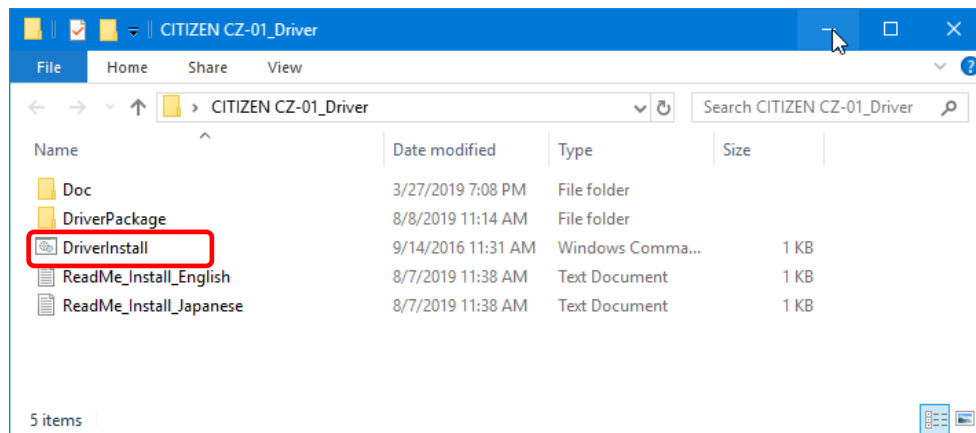 CITIZEN CZ-01_Driver
File Home Share View
CITIZEN CZ-01_Driver Search CITIZEN CZ-01_Driver
Name Date modified Type Size
Doc 3/27/2019 7:08 PM File folder
DriverPackage 8/8/2019 11:14 AM File folder
DriverInstall 9/14/2016 11:31 AM Windows Comma... 1 KB
ReadMe_Install_English 8/7/2019 11:38 AM Text Document 1 KB
ReadMe_Install_Japanese 8/7/2019 11:38 AM Text Document 1 KB
5 items